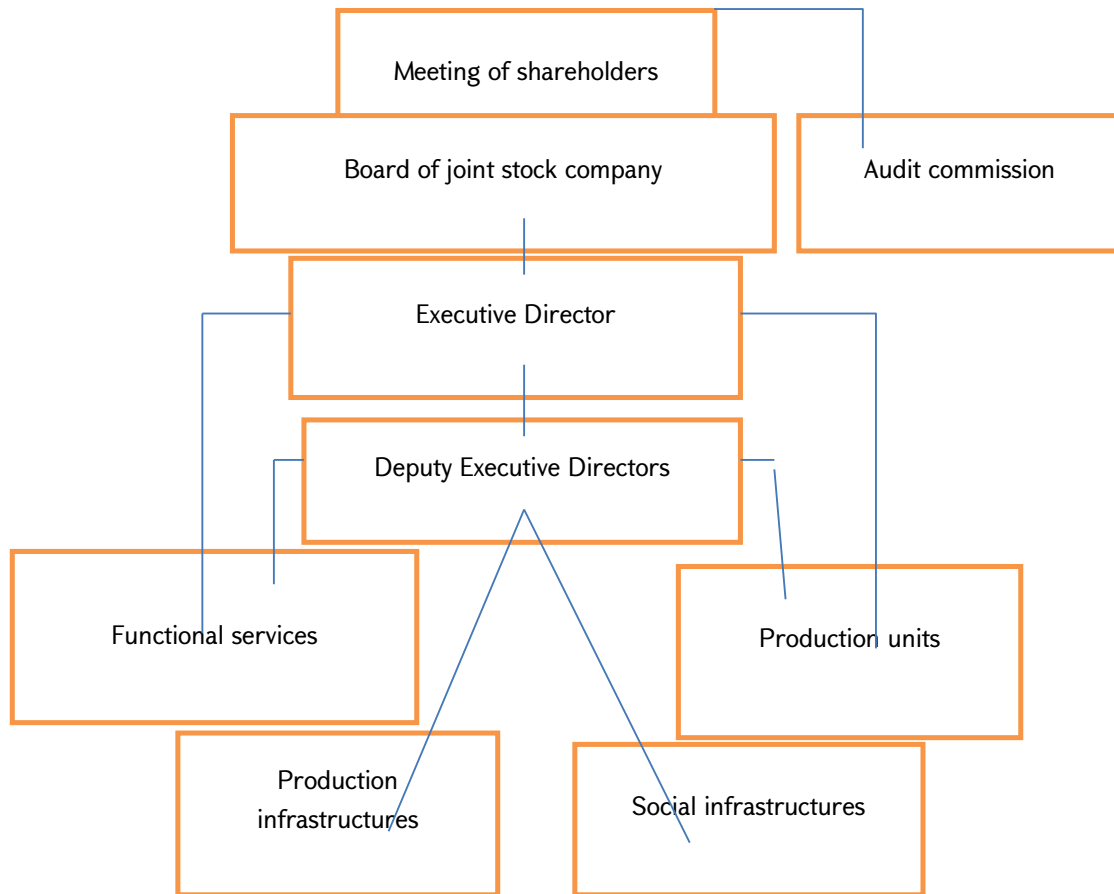 Meeting of shareholders
Board of joint stock company
Audit commission
Executive Director
Deputy Executive Directors
Functional services
Production units
Production
infrastructures
Social infrastructures